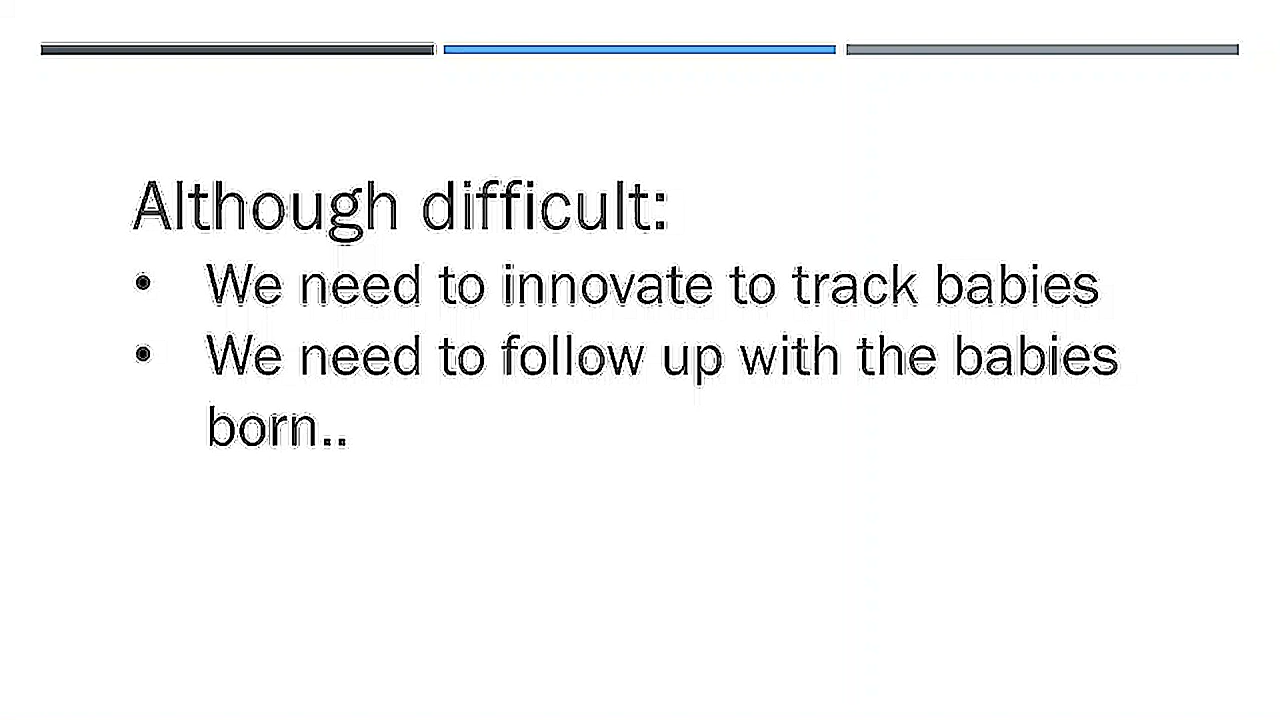 Although difficult:
• We need to innovate to track babies
• We need to follow up with the babies
born..